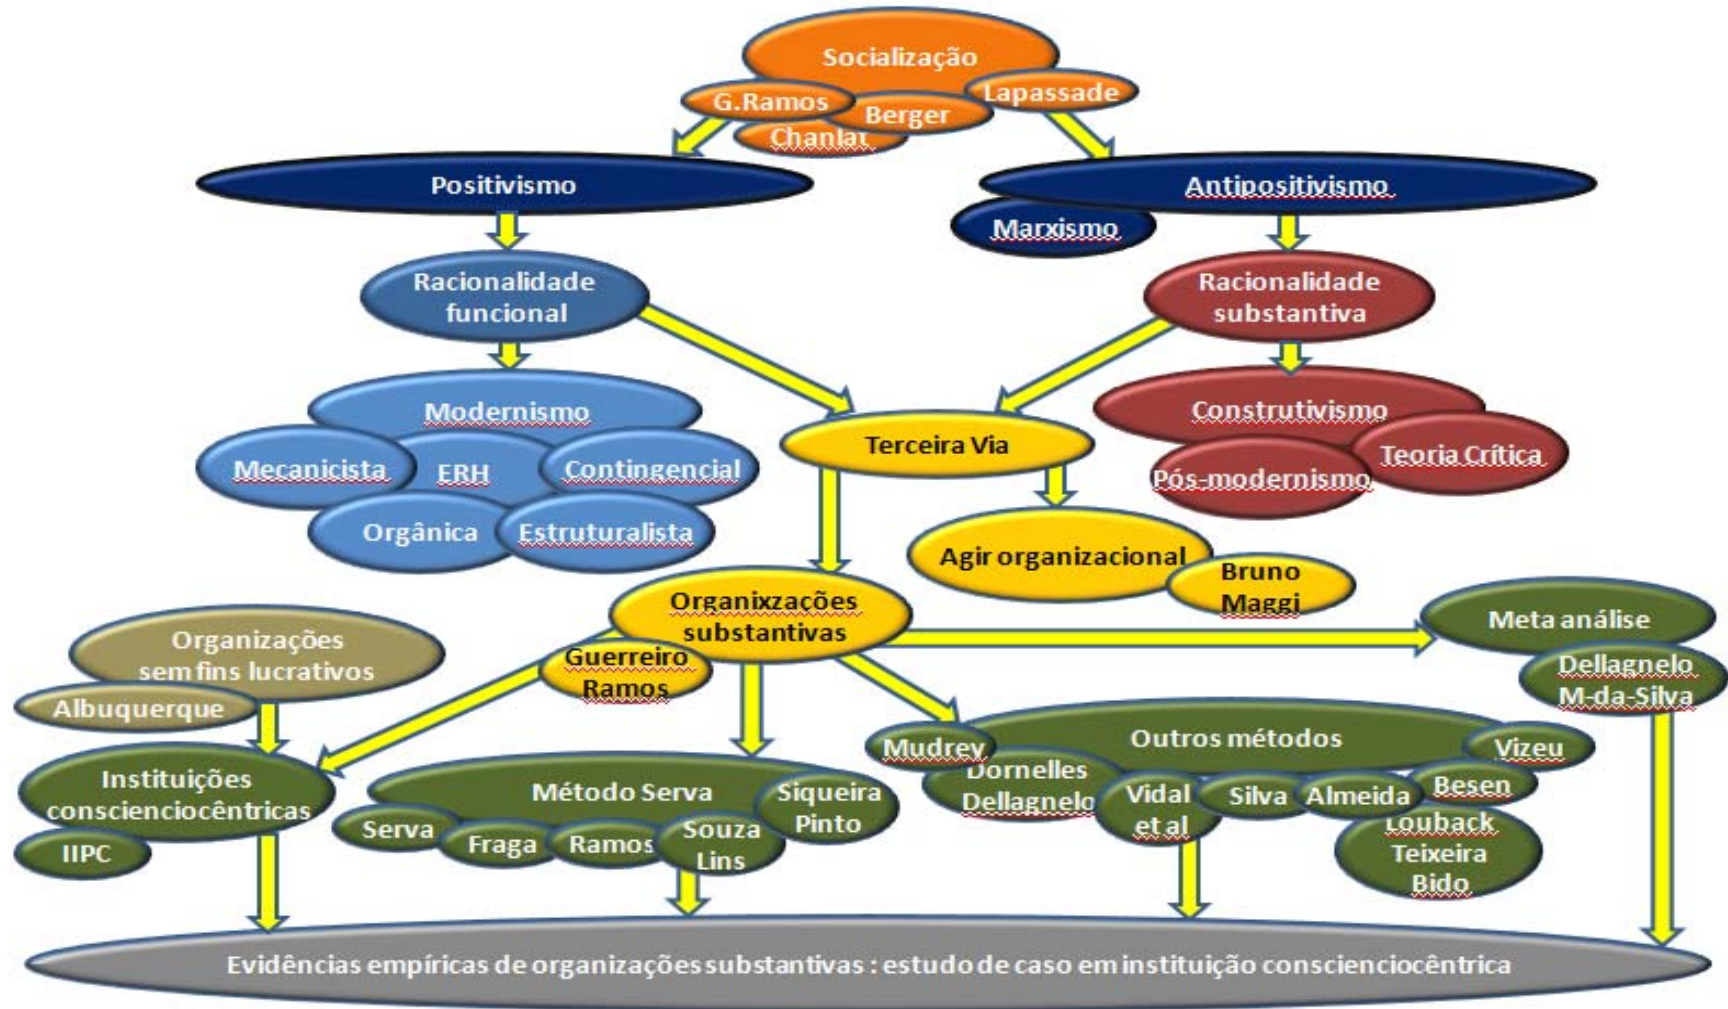 Socialização
G.Ramos
Lapassade
Berger
Chanlat
Positivismo
Antipositivismo
Marxismo
Racionalidade
funcional
Racionalidade
substantiva
Modernismo
Mecanicista
ERH
Contingencial
Orgânica
Estruturalista
Terceira Via
Construtivismo
Teoria Crítica
Pós-modernismo
Agir organizacional
Bruno
Maggi
Organixzações
substantivas
Guerreiro
Ramos
Organizações
sem fins lucrativos
Albuquerque
Meta análise
Dellagnelo
M-da-Silva
Instituições
conscienciocêntricas
IIPC
Método Serva
Serva
Fraga
Ramos
Souza
Lins
Siqueira
Pinto
Outros métodos
Mudrey
Dornelles
Dellagnelo
Vidal
et al
Silva
Almeida
Besen
Vizeu
Louback
Teixeira
Bido
Evidências empíricas de organizações substantivas : estudo de caso em instituição conscienciocêntrica